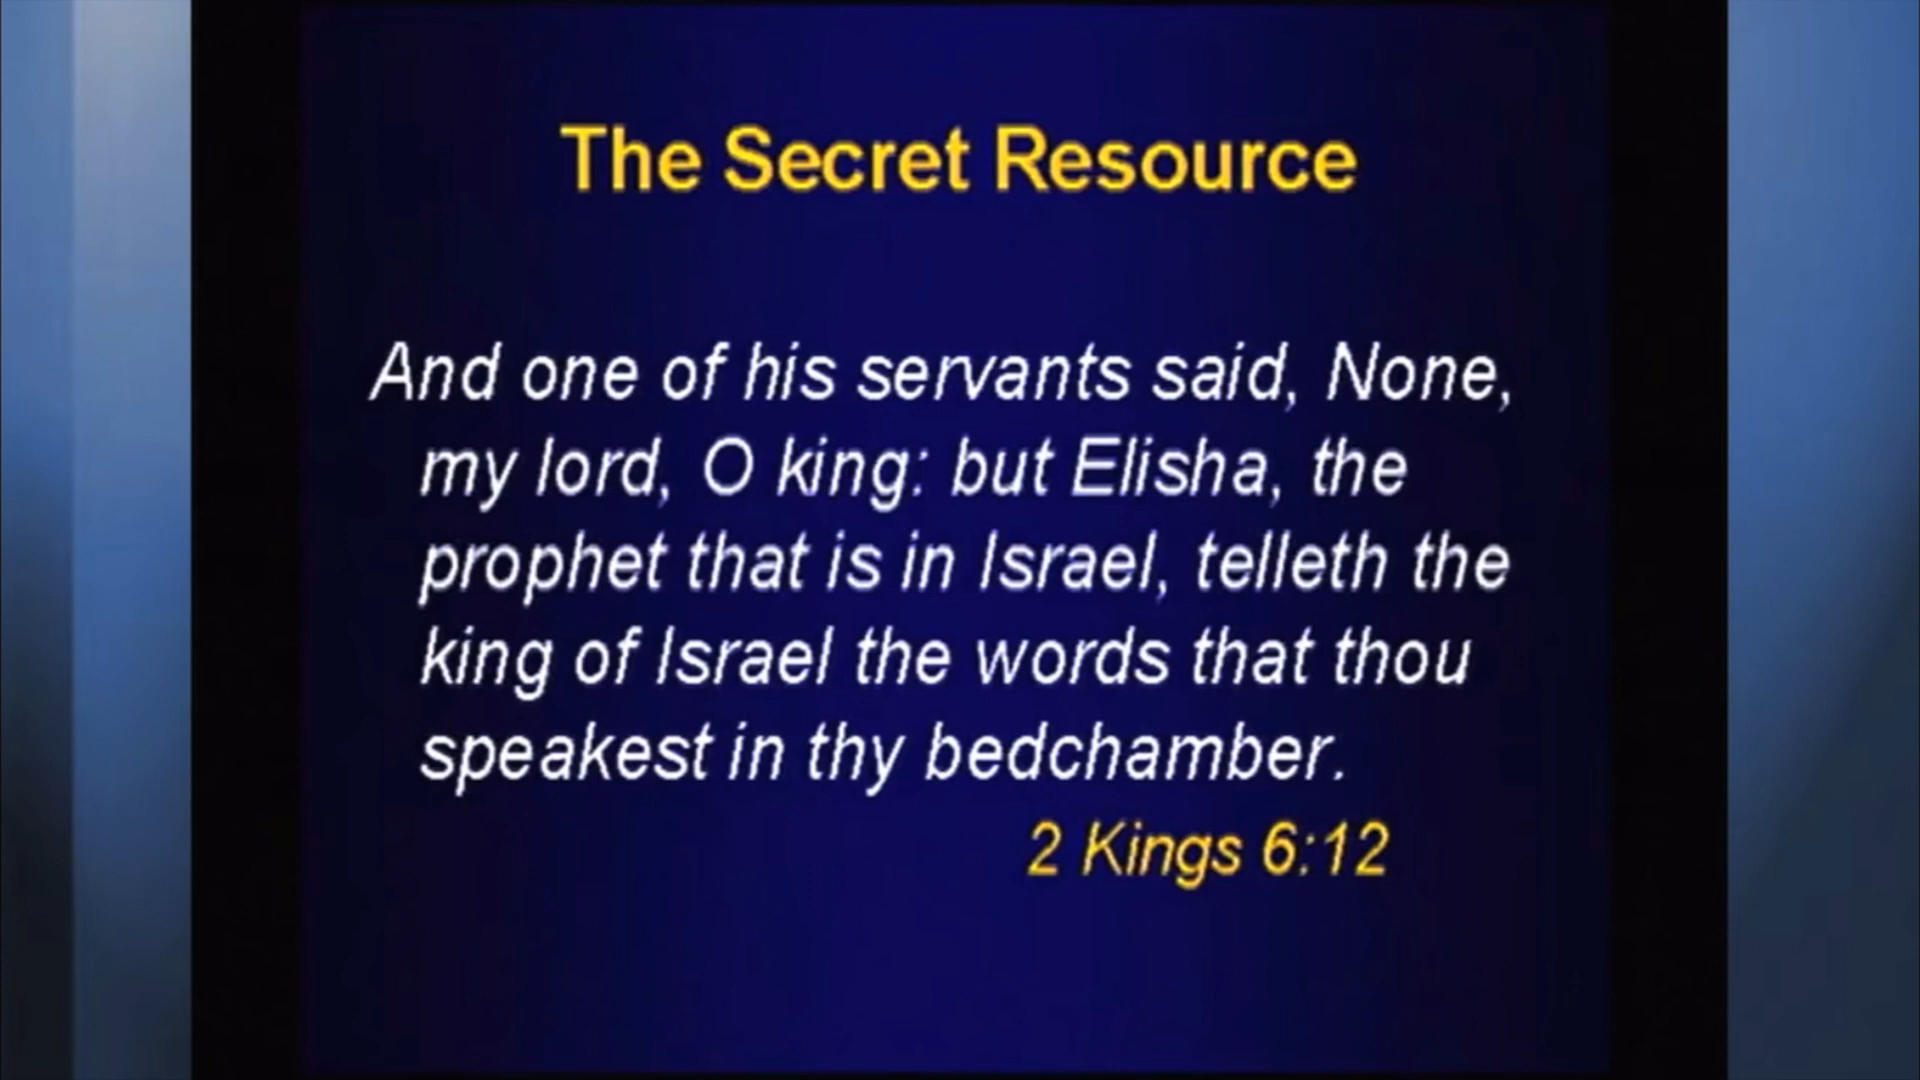 The Secret Resource
And one of his servants said, None,
my lord, O king: but Elisha, the
prophet that is in Israel, telleth the
king of Israel the words that thou
speakest in thy bedchamber.
2 Kings 6:12